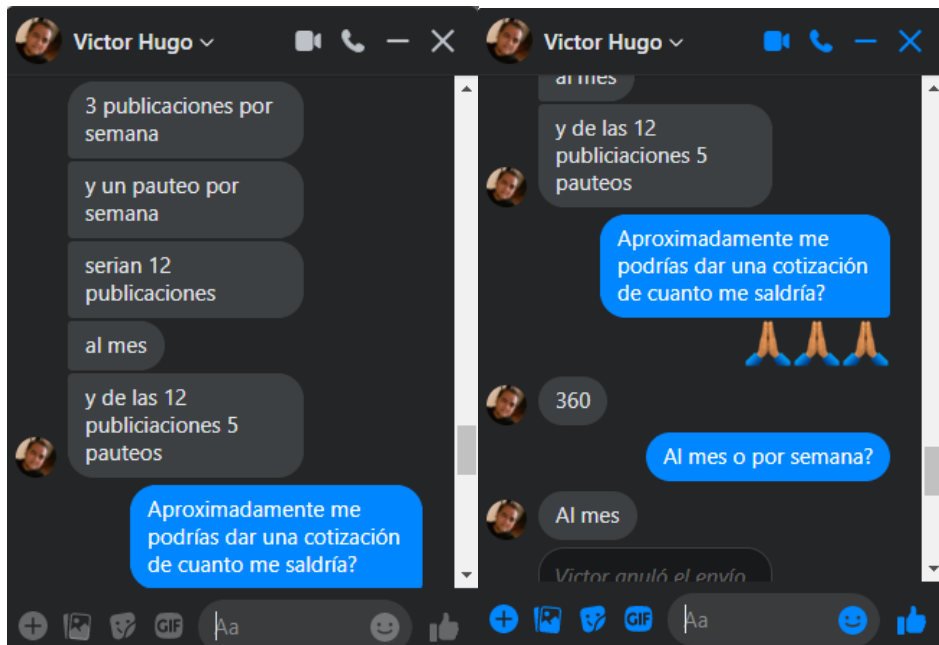 Victor Hugo
3 publicaciones por
semana
y un pauteo por
semana
serian 12
publicaciones
al mes
y de las 12
publiciaciones 5
pauteos
Aproximadamente me
podrías dar una cotización
de cuanto me saldría?
GIF
Aa
Victor Hugo
al mes
y de las 12
publiciaciones 5
pauteos
Aproximadamente me
podrías dar una cotización
de cuanto me saldría?
🙏🏽🙏🏽🙏🏽
360
Al mes o por semana?
Al mes
Victor anuló el envío
GIF
Aa